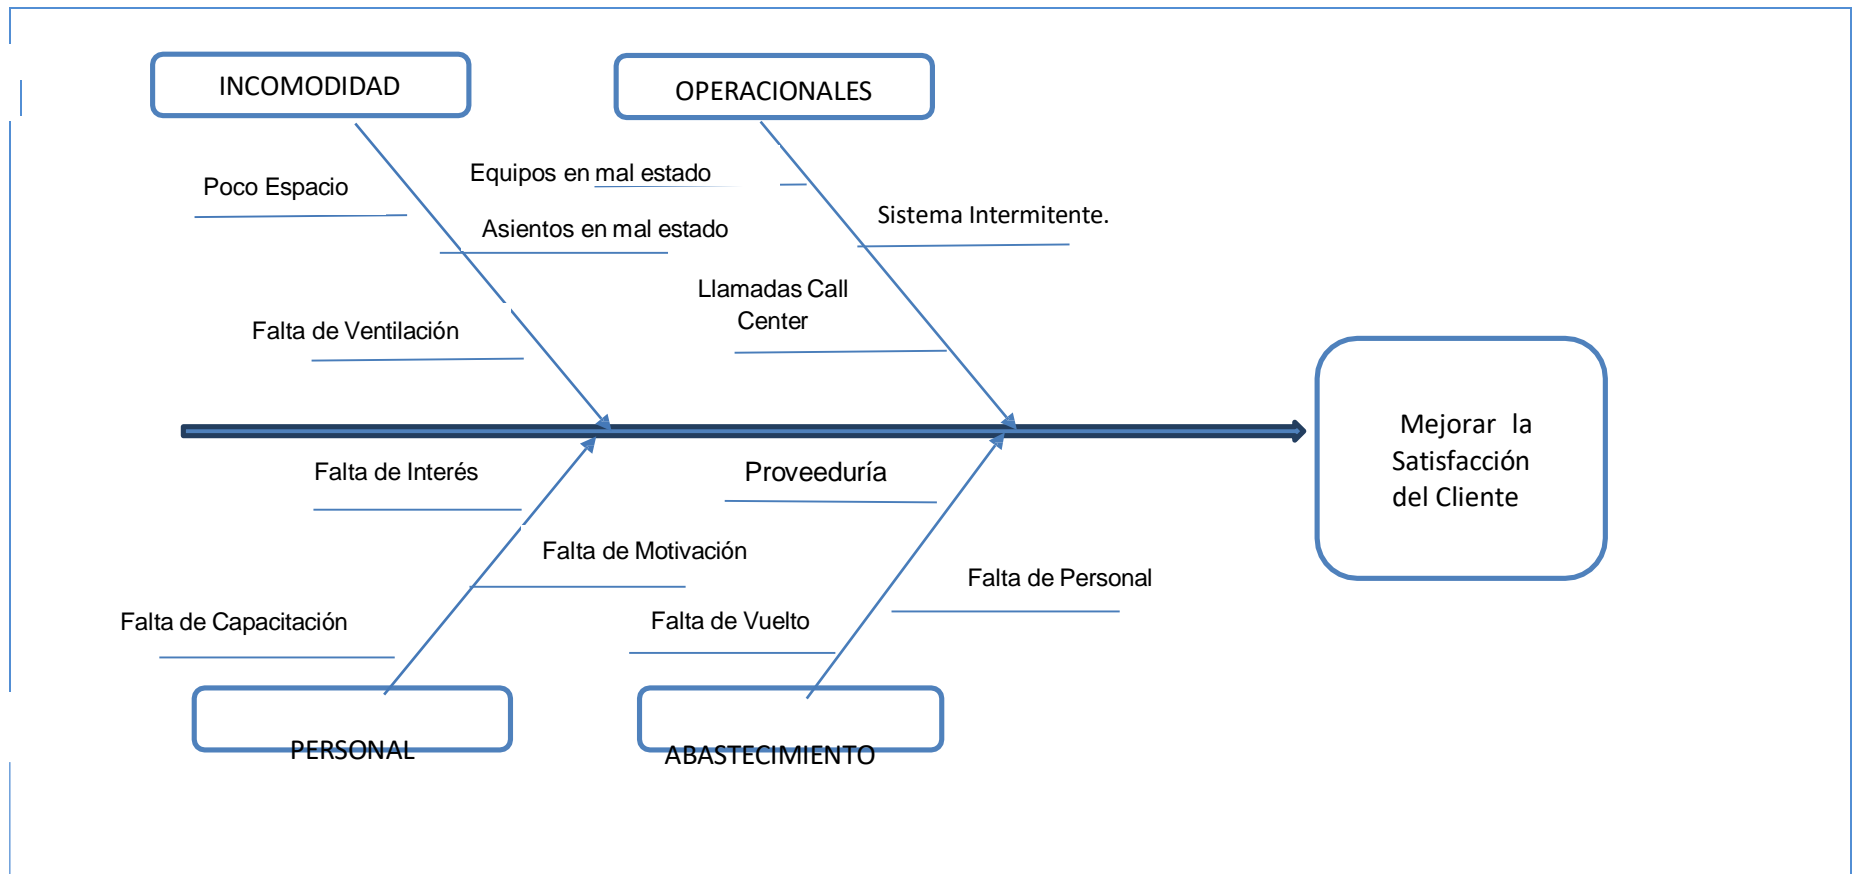 INCOMODIDAD
OPERACIONALES
Equipos en mal estado
Poco Espacio
Sistema Intermitente.
Asientos en mal estado
Llamadas Call
Center
Falta de Ventilación
Mejorar la
Satisfacción
del Cliente
Falta de Interés
Proveeduría
Falta de Motivación
Falta de Personal
Falta de Capacitación
Falta de Vuelto
PERSONAL
ABASTECIMIENTO